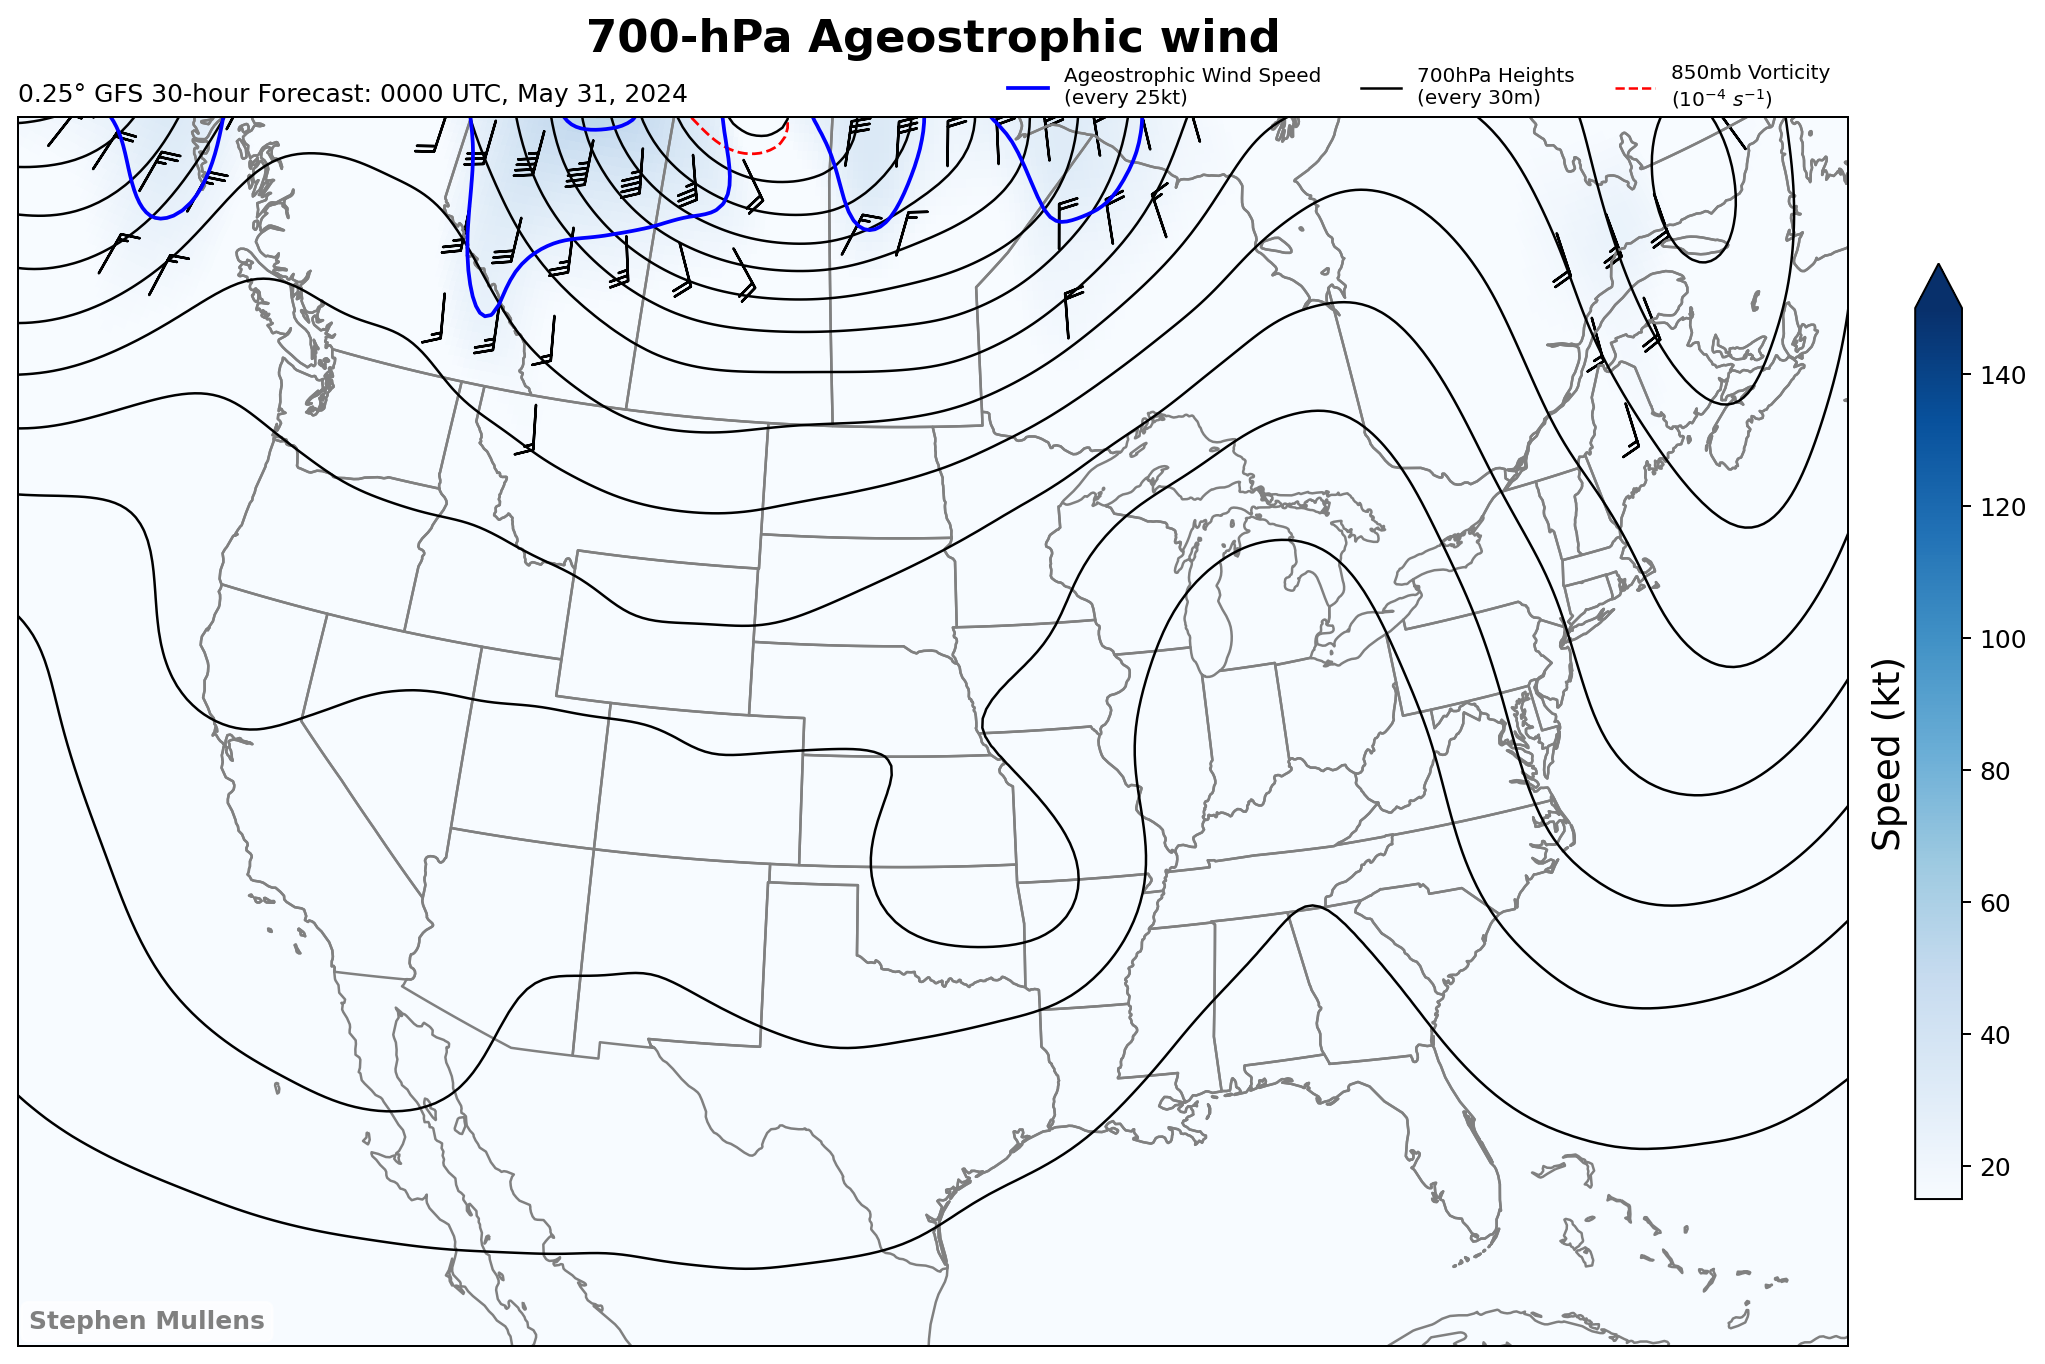 700-hPa Ageostrophic wind
0.25° GFS 30-hour Forecast: 0000 UTC, May 31, 2024
Ageostrophic Wind Speed
(every 25kt)
700hPa Heights
(every 30m)
850mb Vorticity
(10⁻⁴ s⁻¹)
140
120
100
80
60
40
20
Speed (kt)
Stephen Mullens